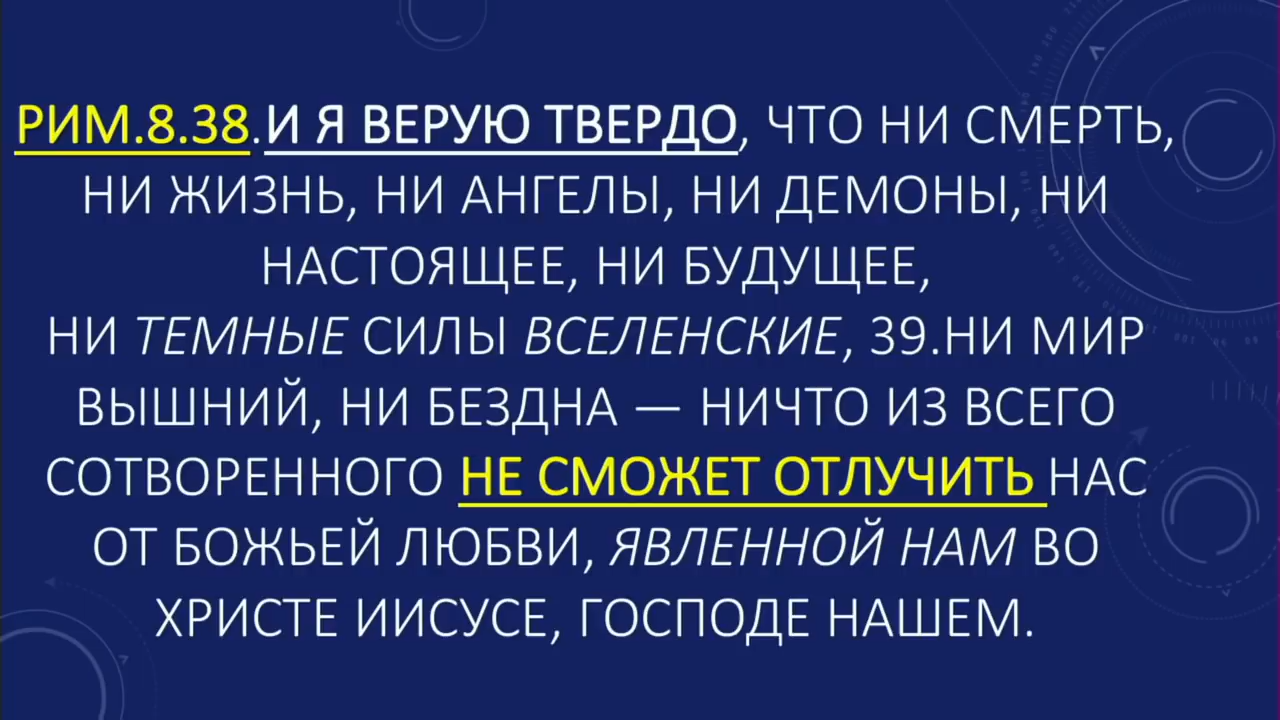 РИМ.8.38.И Я ВЕРУЮ ТВЕРДО, ЧТО НИ СМЕРТЬ,
НИ ЖИЗНЬ, НИ АНГЕЛЫ, НИ ДЕМОНЫ, НИ
НАСТОЯЩЕЕ, НИ БУДУЩЕЕ,
НИ ТЕМНЫЕ СИЛЫ ВСЕЛЕНСКИЕ, 39.НИ МИР
ВЫШНИЙ, НИ БЕЗДНА — НИЧТО ИЗ ВСЕГО
СОТВОРЕННОГО НЕ СМОЖЕТ ОТЛУЧИТЬ НАС
ОТ БОЖЬЕЙ ЛЮБВИ, ЯВЛЕННОЙ НАМ ВО
ХРИСТЕ ИИСУСЕ, ГОСПОДЕ НАШЕМ.